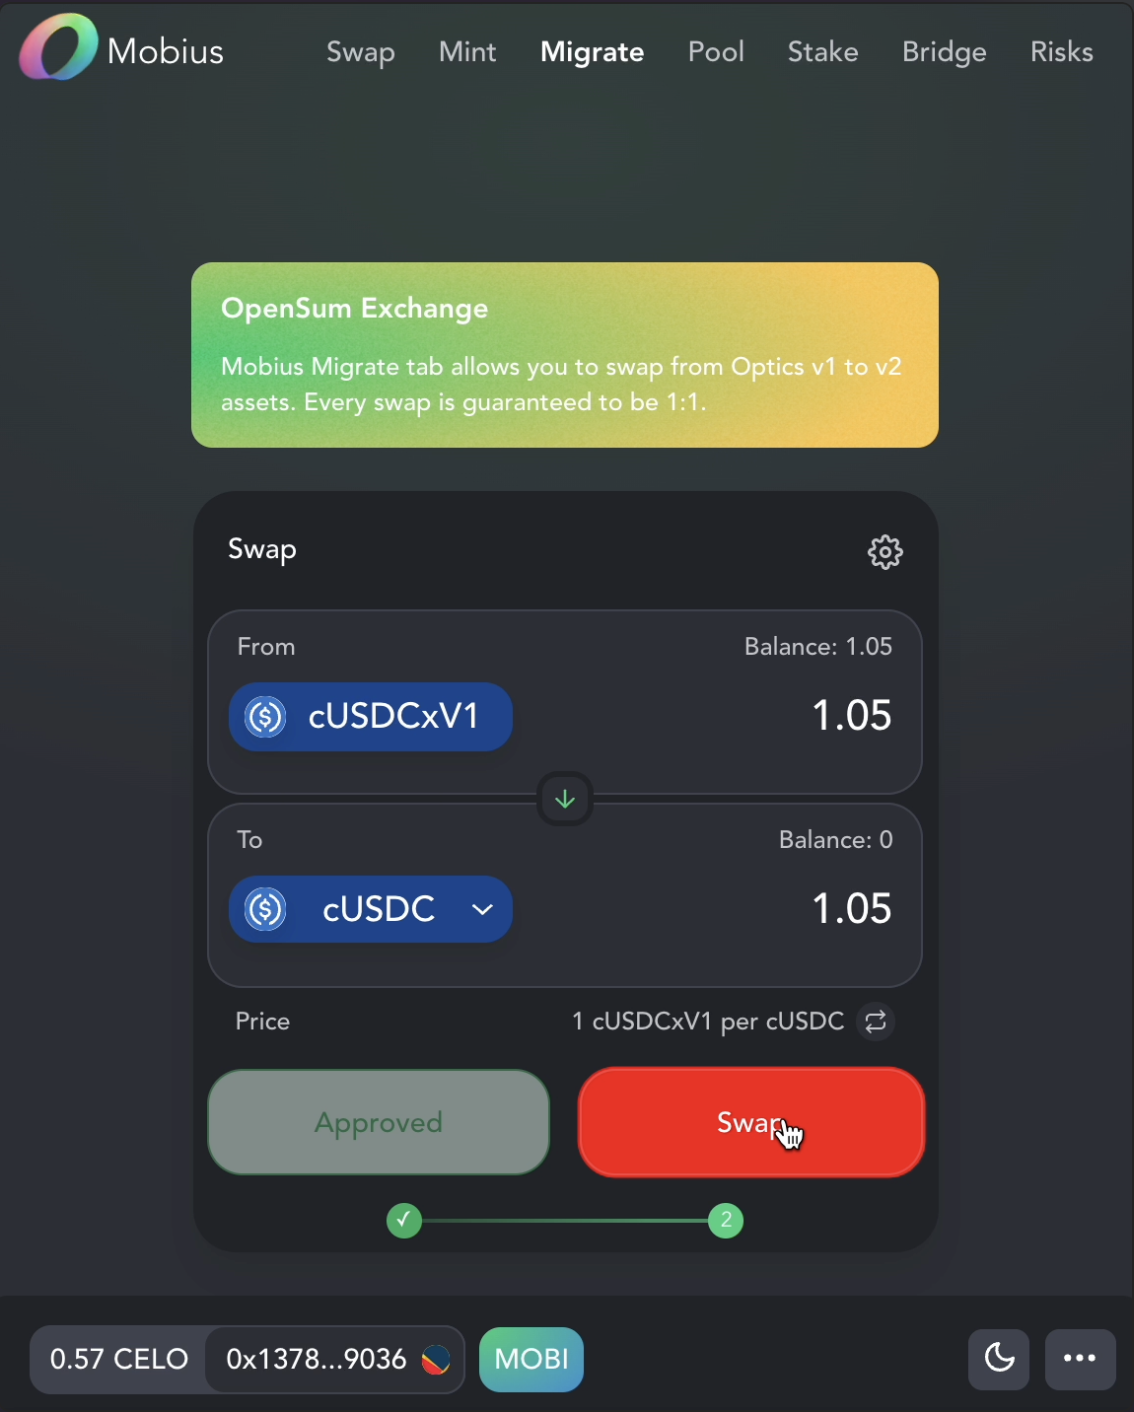 Mobius
Swap Mint Migrate Pool Stake Bridge Risks
OpenSum Exchange
Mobius Migrate tab allows you to swap from Optics v1 to v2
assets. Every swap is guaranteed to be 1:1.
Swap
From Balance: 1.05
cUSDCxV1 1.05
To Balance: 0
cUSDC 1.05
Price 1 cUSDCxV1 per cUSDC
Approved Swap
2
0.57 CELO 0x1378...9036 MOBI